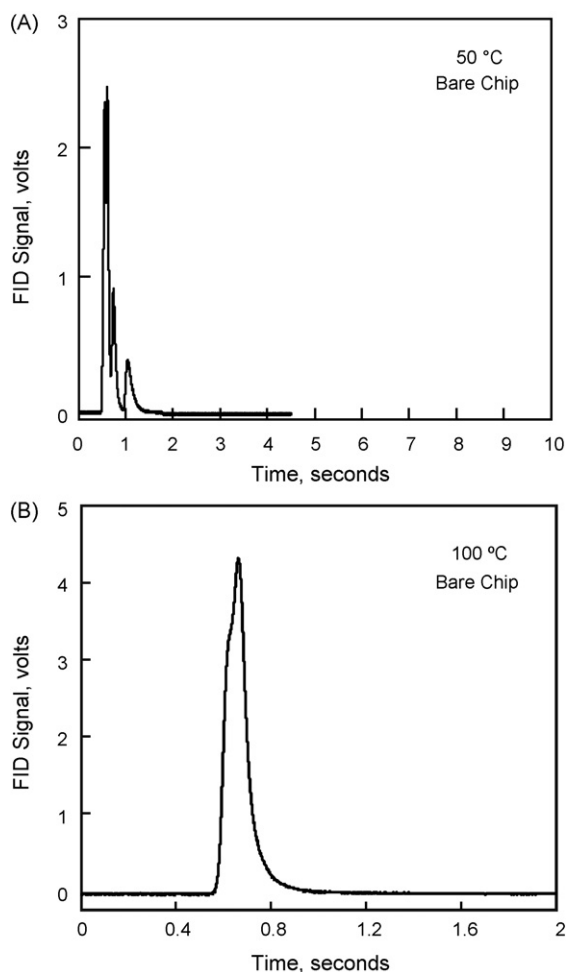 (A)
3
2
1
0
FID Signal, volts
50 °C
Bare Chip
0 1 2 3 4 5 6 7 8 9 10
Time, seconds
(B)
5
4
3
2
1
0
FID Signal, volts
100 ºC
Bare Chip
0 0.4 0.8 1.2 1.6 2
Time, seconds